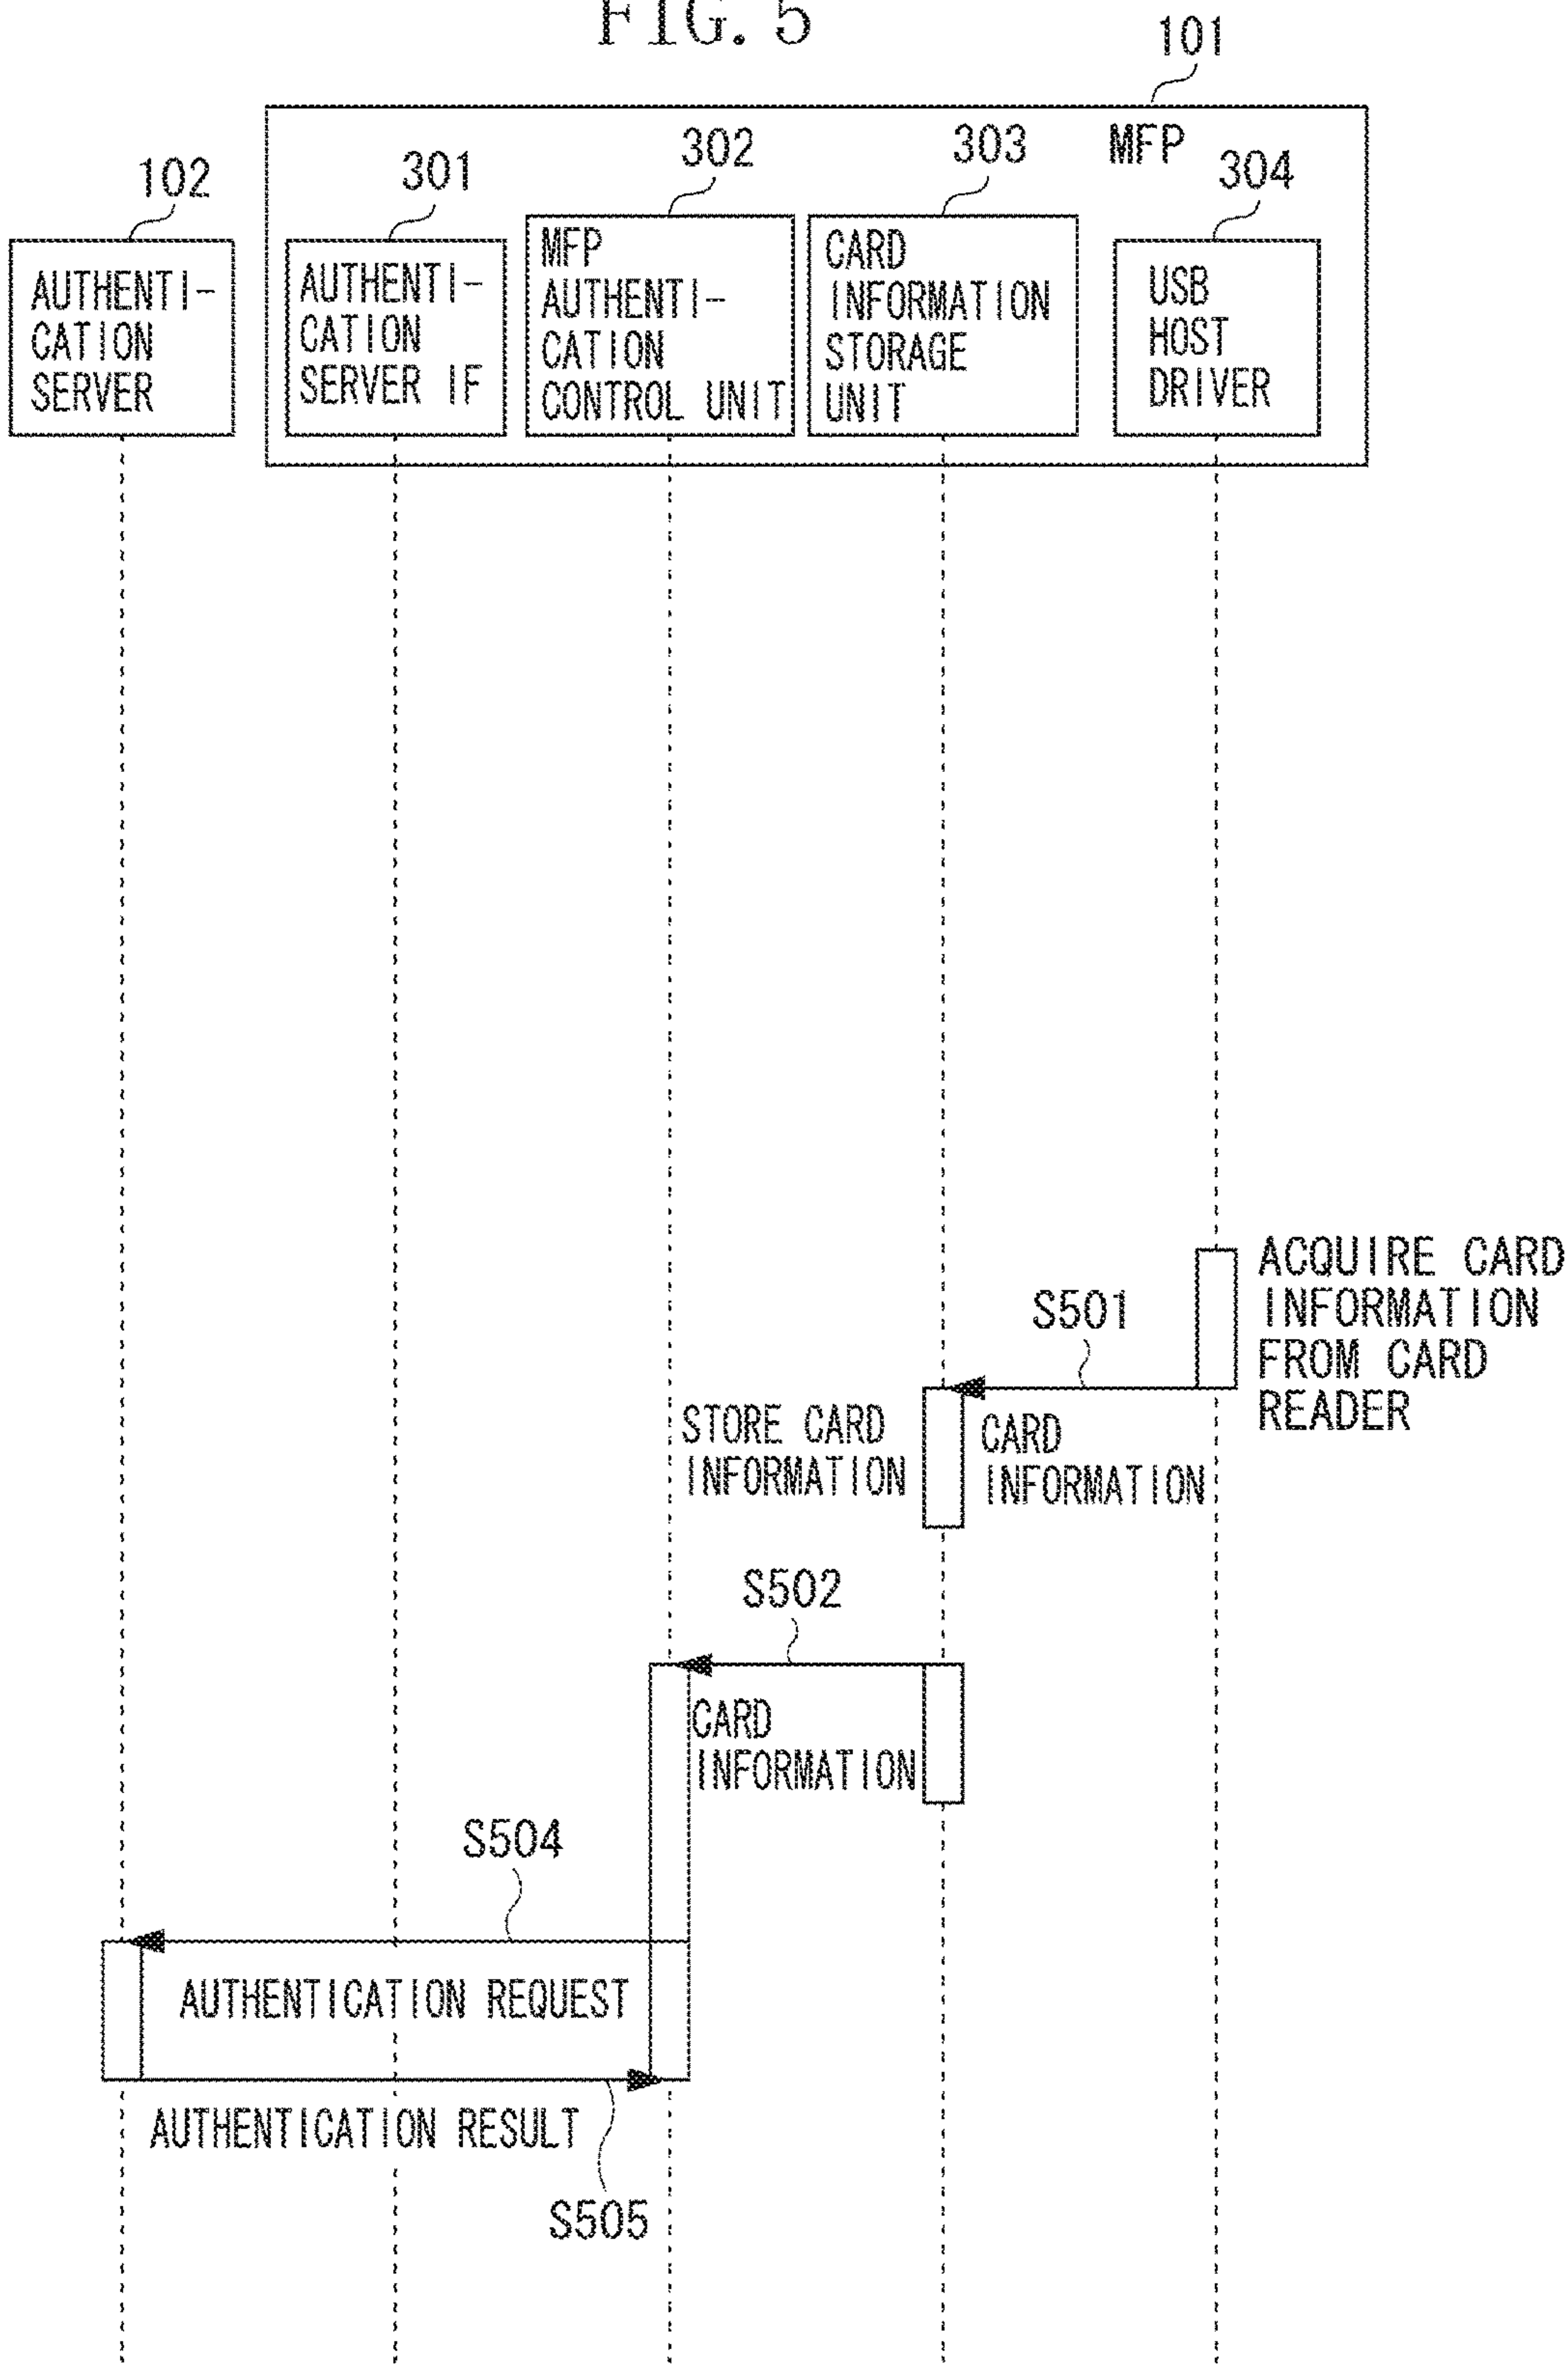 FIG. 5
101
MFP
102
301
302
303
304
AUTHENTI-
CATION
SERVER
AUTHENTI-
CATION
SERVER IF
MFP
AUTHENTI-
CATION
CONTROL UNIT
CARD
INFORMATION
STORAGE
UNIT
USB
HOST
DRIVER
ACQUIRE CARD
INFORMATION
FROM CARD
READER
S501
CARD
INFORMATION
STORE CARD
INFORMATION
S502
CARD
INFORMATION
S504
AUTHENTICATION REQUEST
AUTHENTICATION RESULT
S505